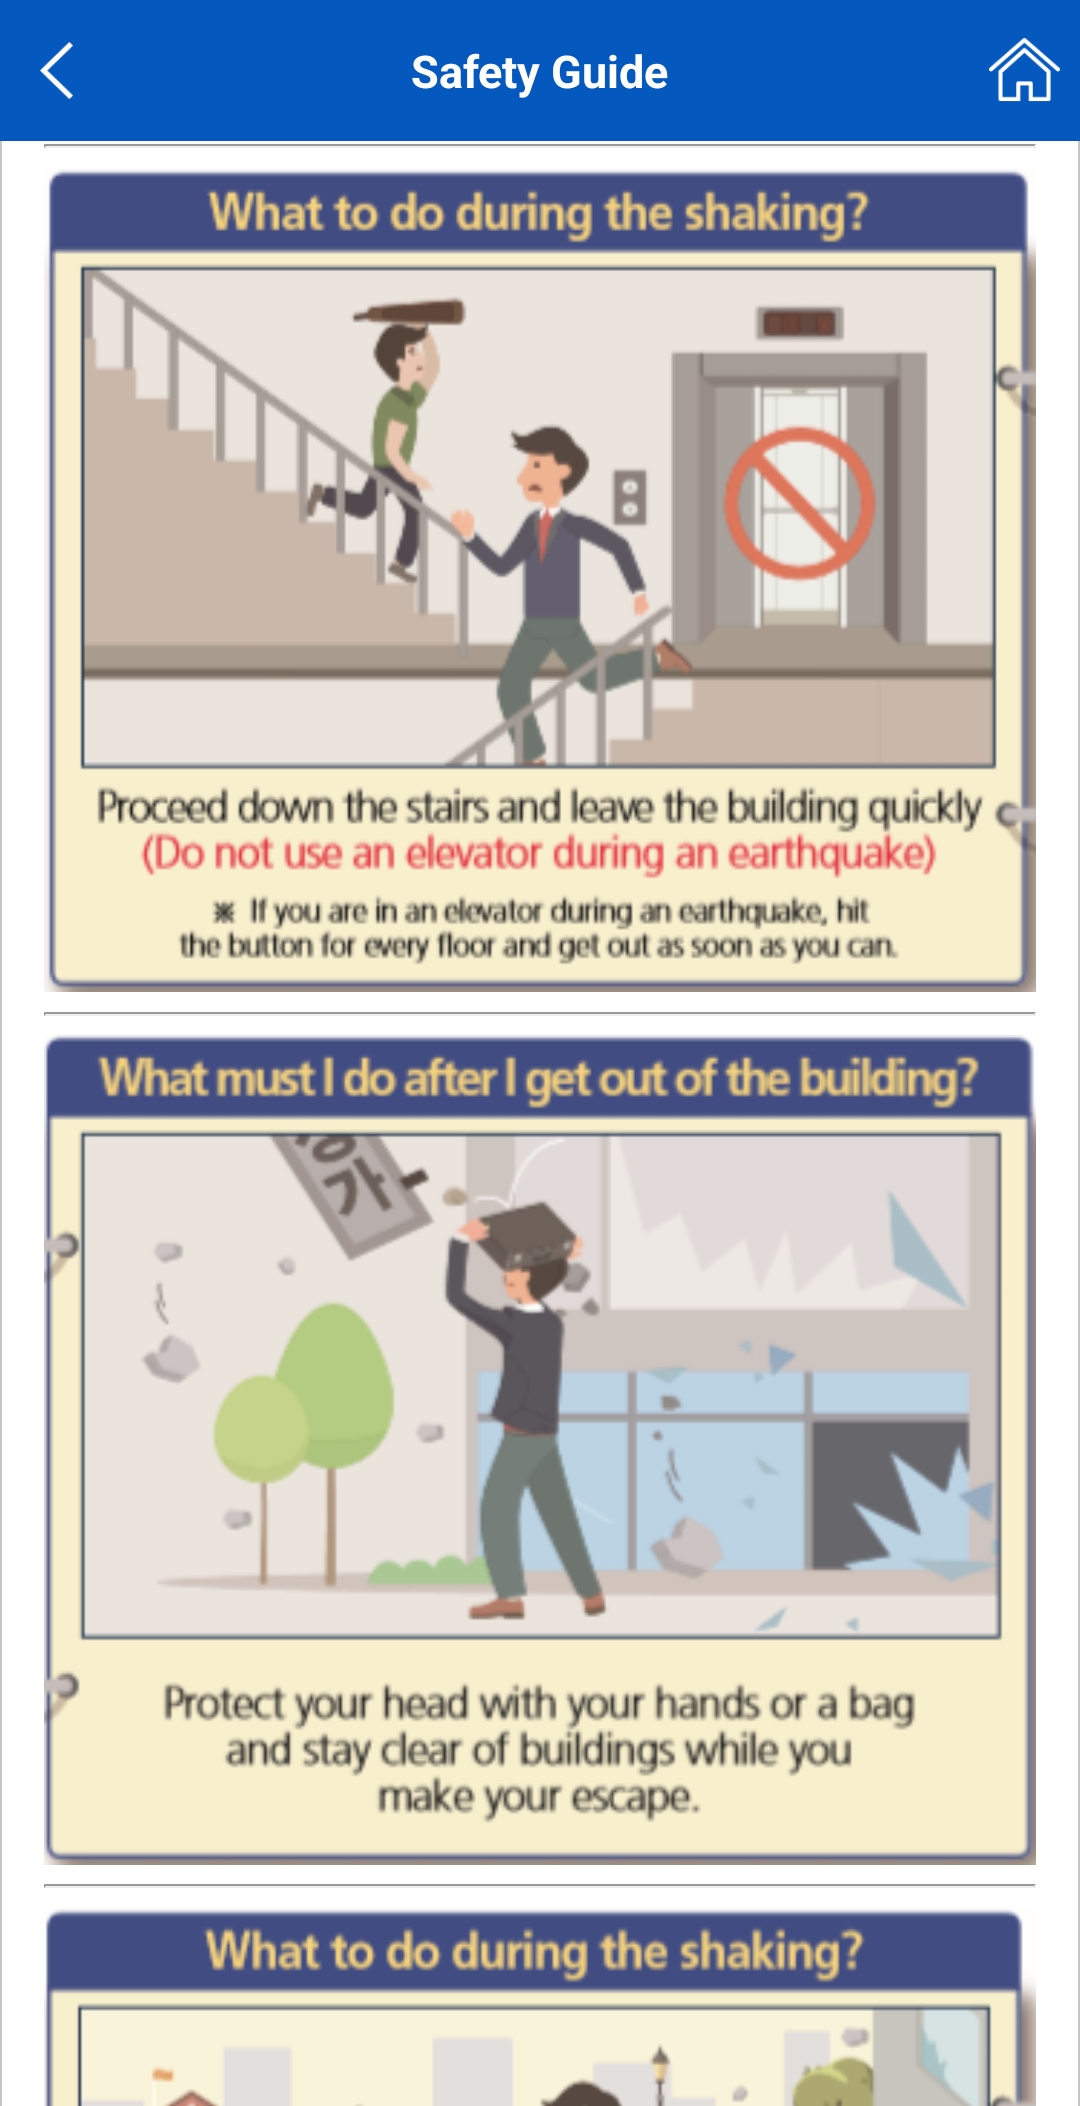 Safety Guide
What to do during the shaking?
Proceed down the stairs and leave the building quickly
(Do not use an elevator during an earthquake)
※ If you are in an elevator during an earthquake, hit
the button for every floor and get out as soon as you can.
What must I do after I get out of the building?
가
Protect your head with your hands or a bag
and stay clear of buildings while you
make your escape.
What to do during the shaking?